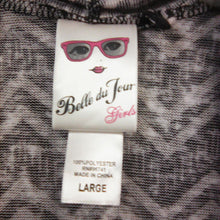 Belle du Jour
Girls
100%POLYESTER
MADE IN CHINA
LARGE